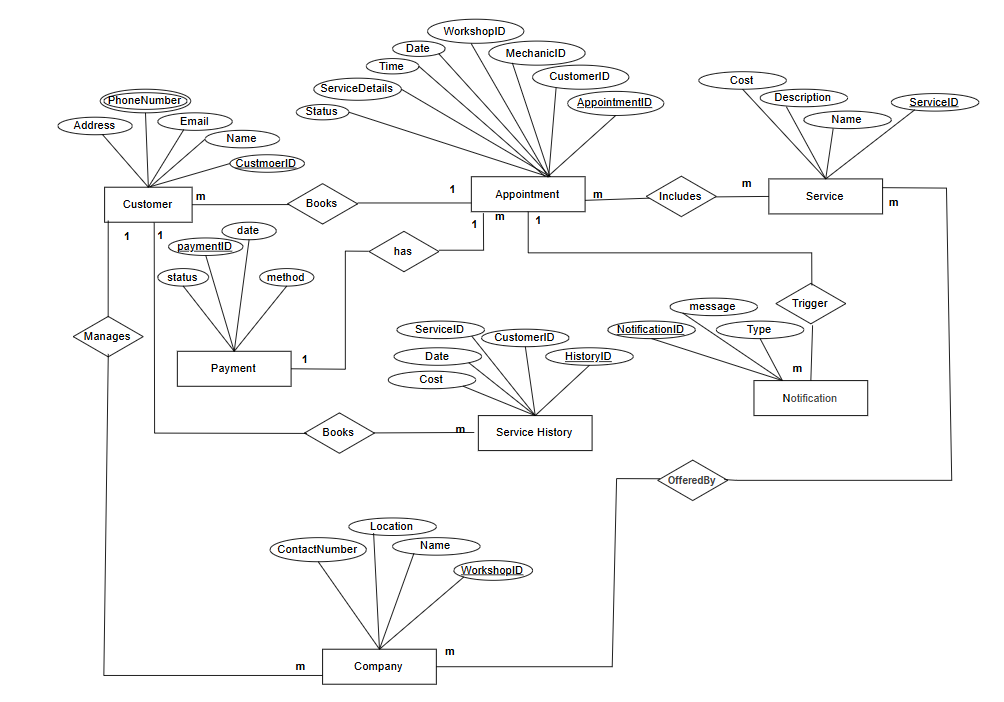 WorkshopID
Date
MechanicID
Time
CustomerID
ServiceDetails
AppointmentID
Status
Cost
Description
ServiceID
Name
PhoneNumber
Address
Email
Name
CustmoerID
Customer
m
Books
1
Appointment
m
Includes
m
Service
m
1
1
1
m
1
date
paymentID
has
status
method
Manages
Payment
1
Trigger
message
NotificationID
Type
m
Notification
ServiceID
CustomerID
Date
HistoryID
Cost
Books
m
Service History
OfferedBy
Location
ContactNumber
Name
WorkshopID
m
Company
m